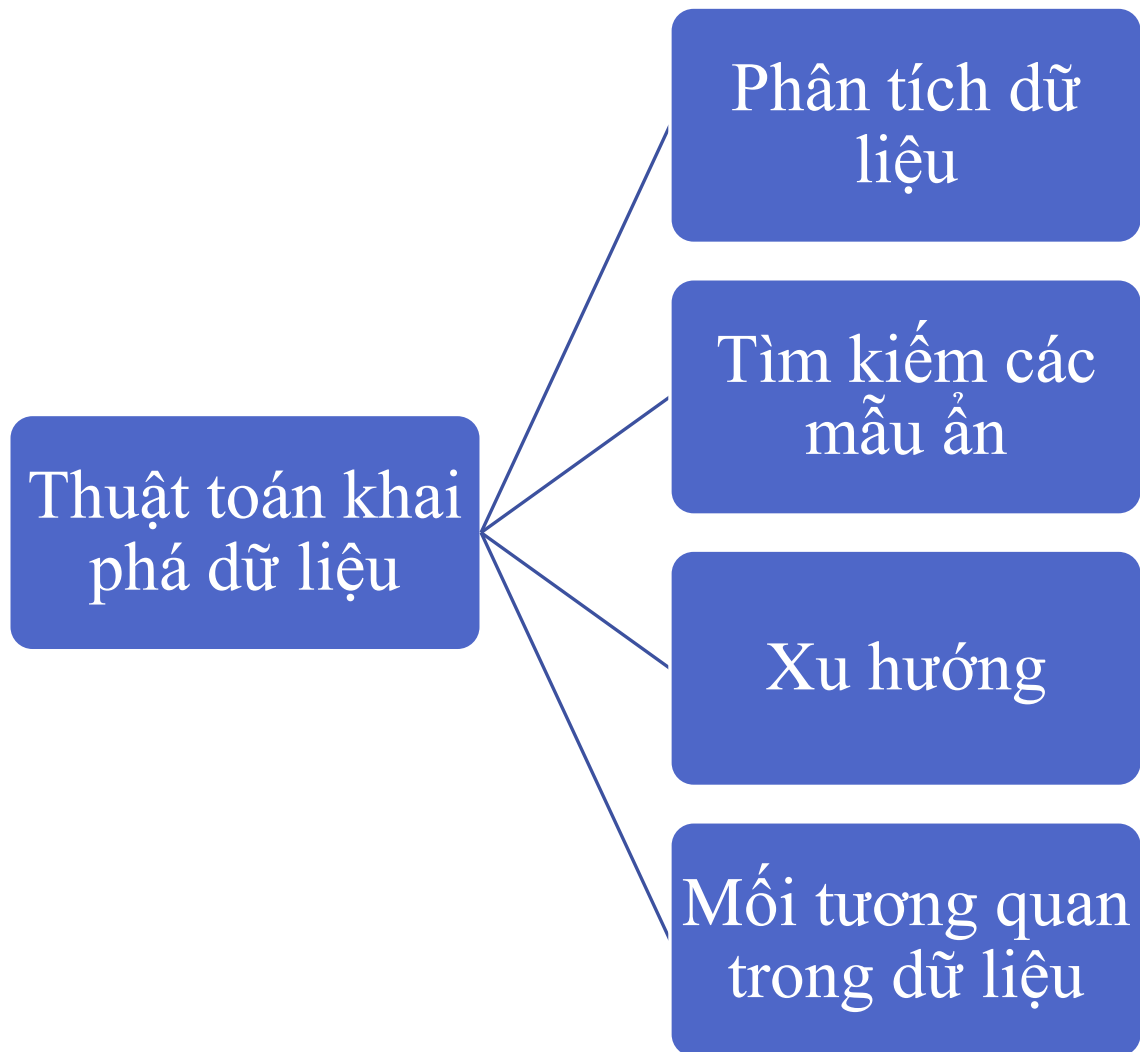 Phân tích dữ
liệu
Tìm kiếm các
mẫu ẩn
Thuật toán khai
phá dữ liệu
Xu hướng
Mối tương quan
trong dữ liệu